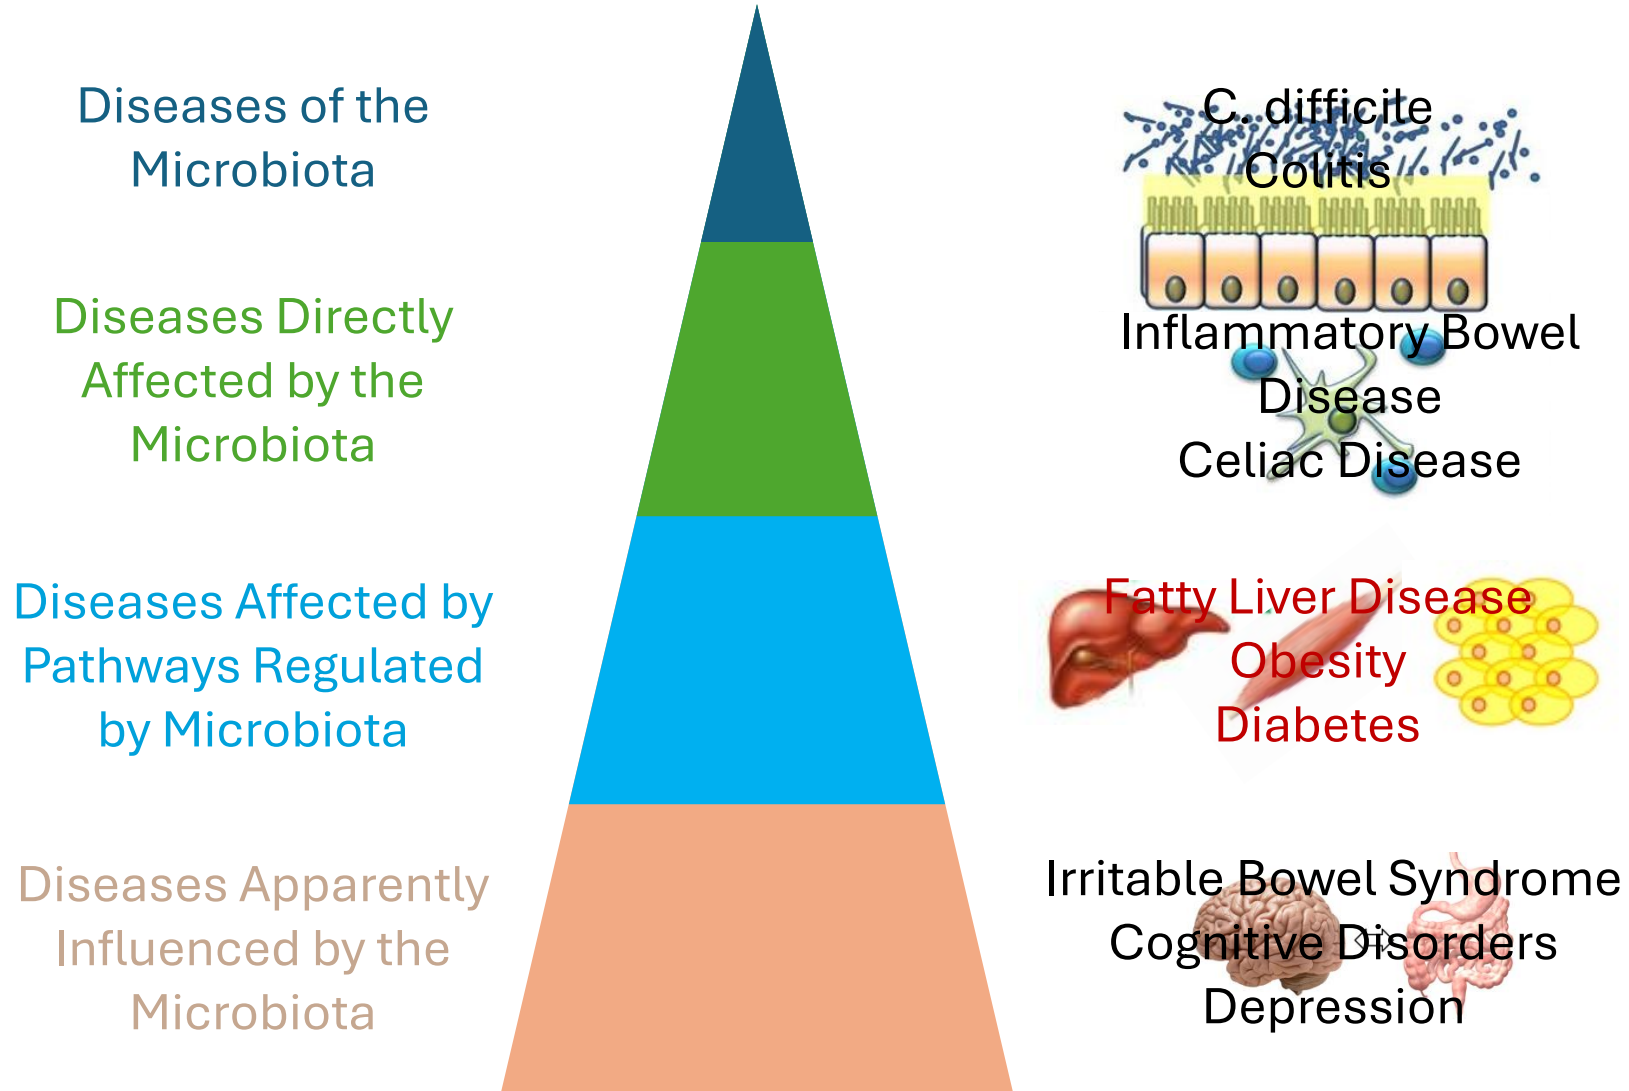 Diseases of the
Microbiota
C. difficile
Colitis
Diseases Directly
Affected by the
Microbiota
Inflammatory Bowel
Disease
Celiac Disease
Diseases Affected by
Pathways Regulated
by Microbiota
Fatty Liver Disease
Obesity
Diabetes
Diseases Apparently
Influenced by the
Microbiota
Irritable Bowel Syndrome
Cognitive Disorders
Depression